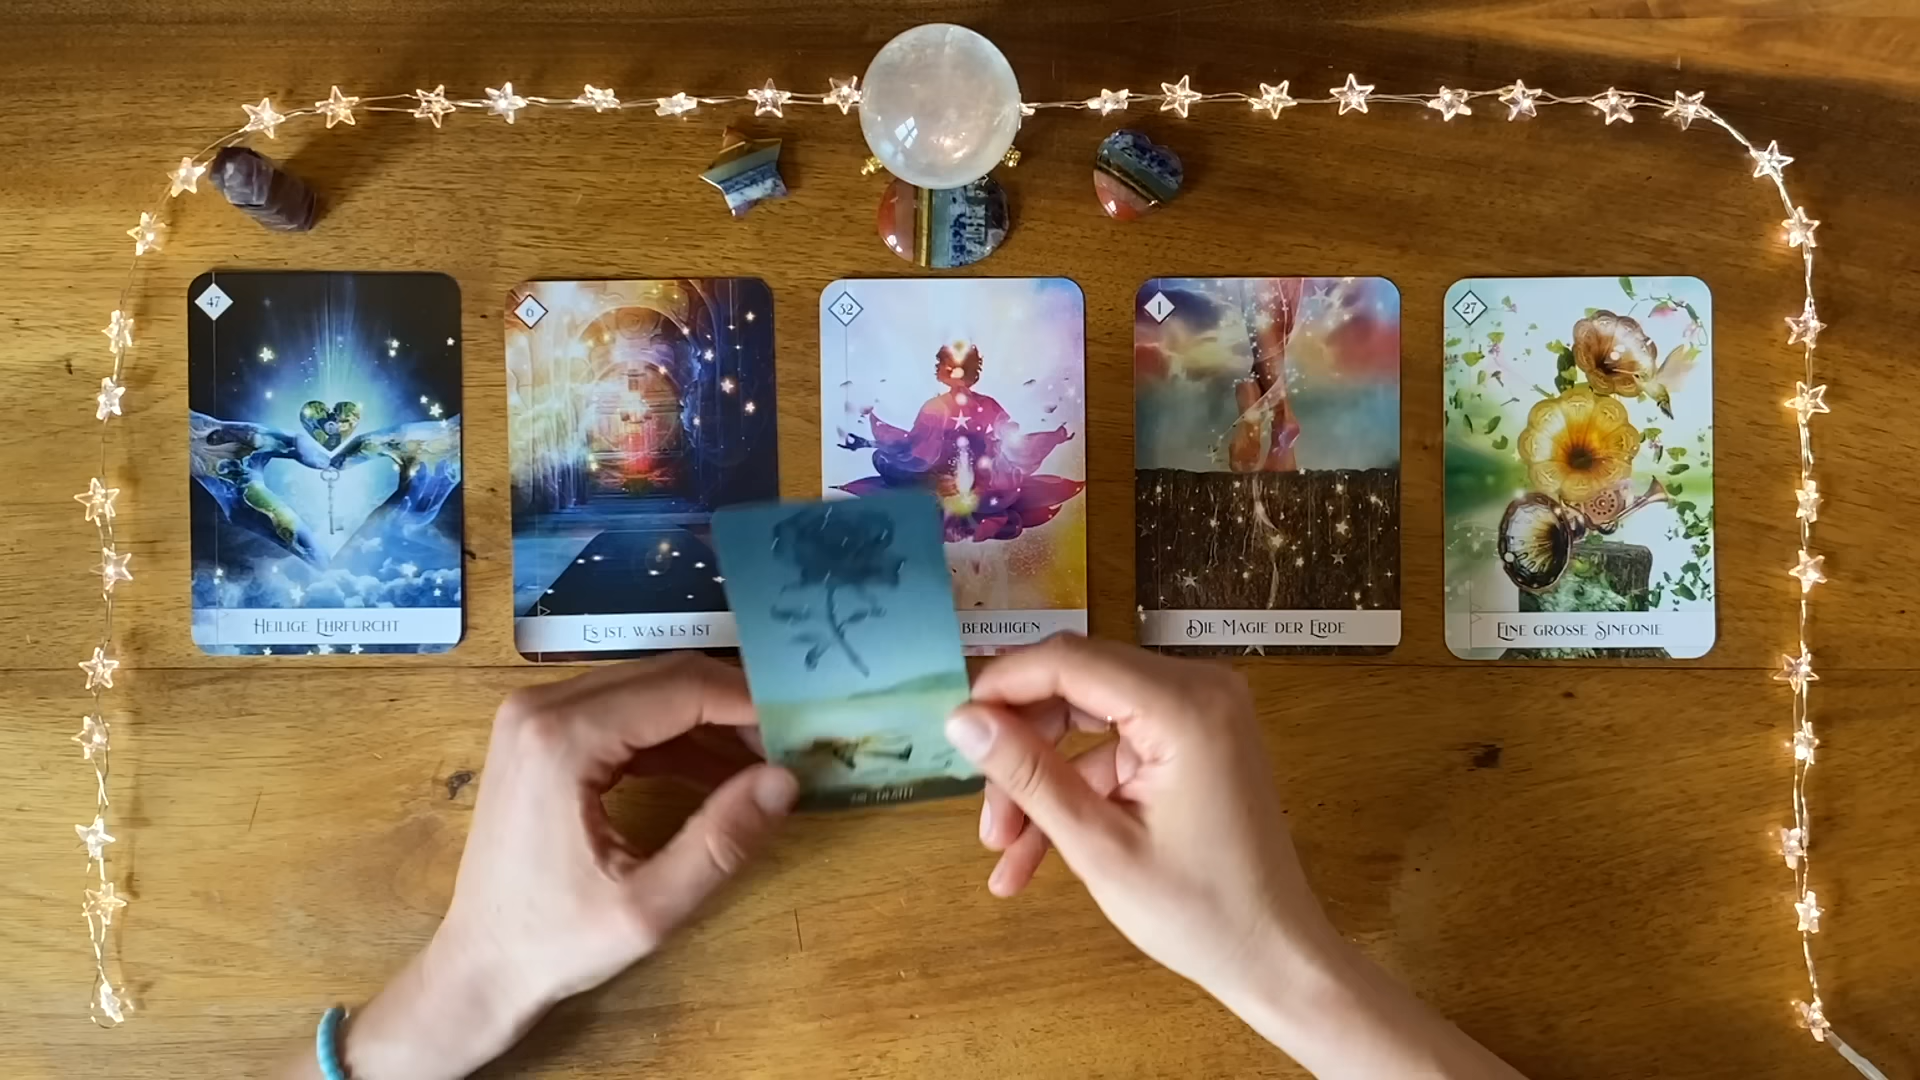 47
6
32
1
27
Heilige Ehrfurcht
Es ist, was es ist
beruhigen
Die Magie der Erde
Eine grosse Sinfonie